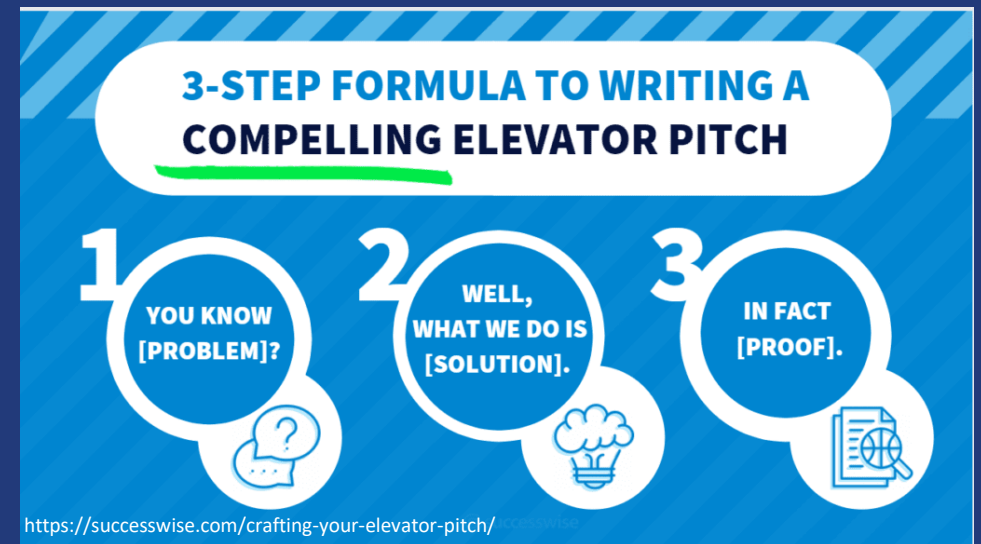 3-STEP FORMULA TO WRITING A
COMPELLING ELEVATOR PITCH
1
YOU KNOW
[PROBLEM]?
2
WELL,
WHAT WE DO IS
[SOLUTION].
3
IN FACT
[PROOF].
?
https://successwise.com/crafting-your-elevator-pitch/
successwise